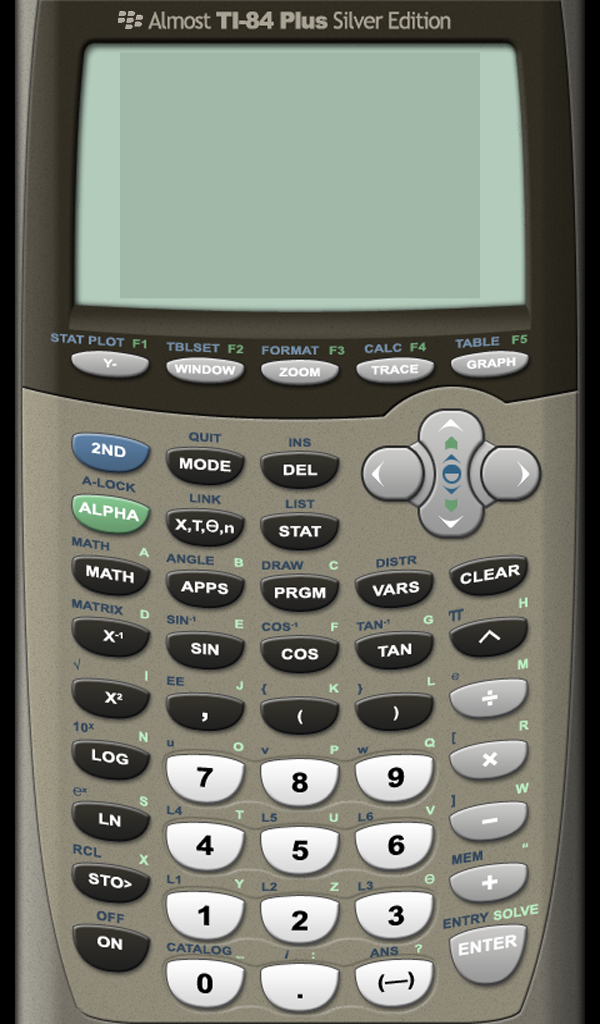 Almost TI-84 Plus Silver Edition
STAT PLOT F1 TBLSET F2 FORMAT F3 CALC F4 TABLE F5
Y- WINDOW ZOOM TRACE GRAPH
QUIT INS
2ND MODE DEL
A-LOCK LINK LIST
ALPHA X,T,Θ,n STAT
MATH A ANGLE B DRAW C DISTR
MATH APPS PRGM VARS CLEAR
MATRIX D SIN-¹ E COS-¹ F TAN-¹ G π H
X-¹ SIN COS TAN ^
√ I EE J { K } L e M
X² , ( ) ÷
10ˣ N u O v P w Q [ R
LOG 7 8 9 ×
eˣ S L4 T L5 U L6 V ] W
LN 4 5 6 −
RCL X L1 Y L2 Z L3 Θ MEM "
STO> 1 2 3 +
OFF CATALOG _ i : ANS ? ENTRY SOLVE
ON 0 . (—) ENTER